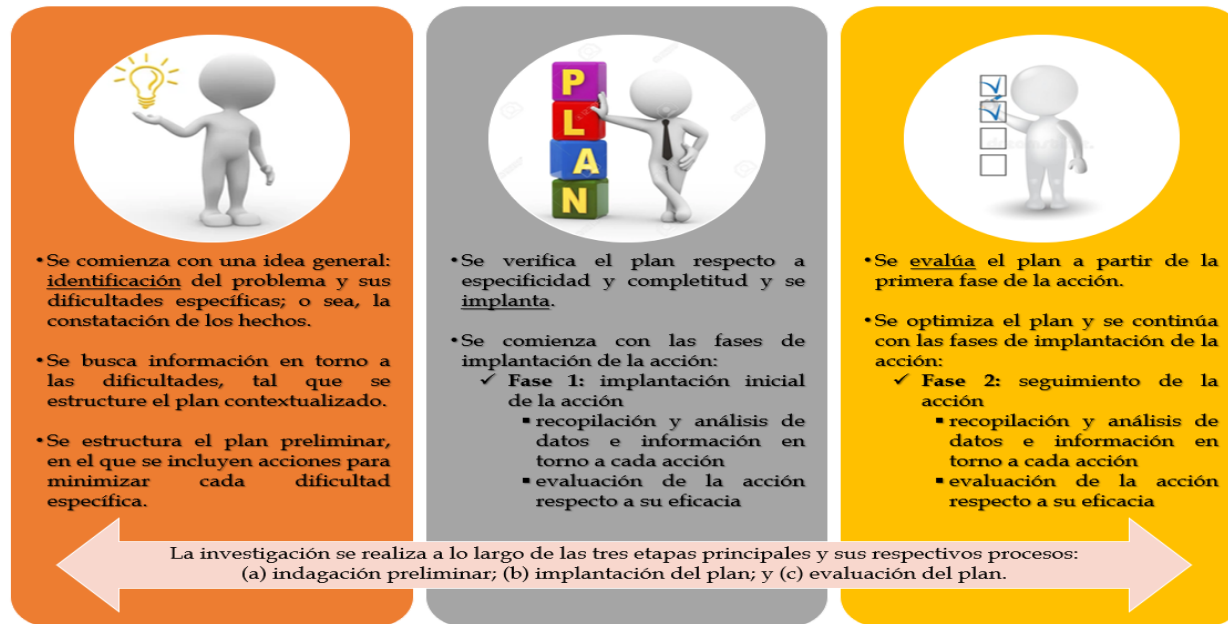 P
L
A
N
•Se comienza con una idea general:
identificación del problema y sus
dificultades específicas; o sea, la
constatación de los hechos.
•Se busca información en torno a
las dificultades, tal que se
estructure el plan contextualizado.
•Se estructura el plan preliminar,
en el que se incluyen acciones para
minimizar cada dificultad
específica.
•Se verifica el plan respecto a
especificidad y completitud y se
implanta.
•Se comienza con las fases de
implantación de la acción:
✓ Fase 1: implantación inicial
de la acción
▪ recopilación y análisis de
datos e información en
torno a cada acción
▪ evaluación de la acción
respecto a su eficacia
•Se evalúa el plan a partir de la
primera fase de la acción.
•Se optimiza el plan y se continúa
con las fases de implantación de la
acción:
✓ Fase 2: seguimiento de la
acción
▪ recopilación y análisis de
datos e información en
torno a cada acción
▪ evaluación de la acción
respecto a su eficacia
La investigación se realiza a lo largo de las tres etapas principales y sus respectivos procesos:
(a) indagación preliminar; (b) implantación del plan; y (c) evaluación del plan.